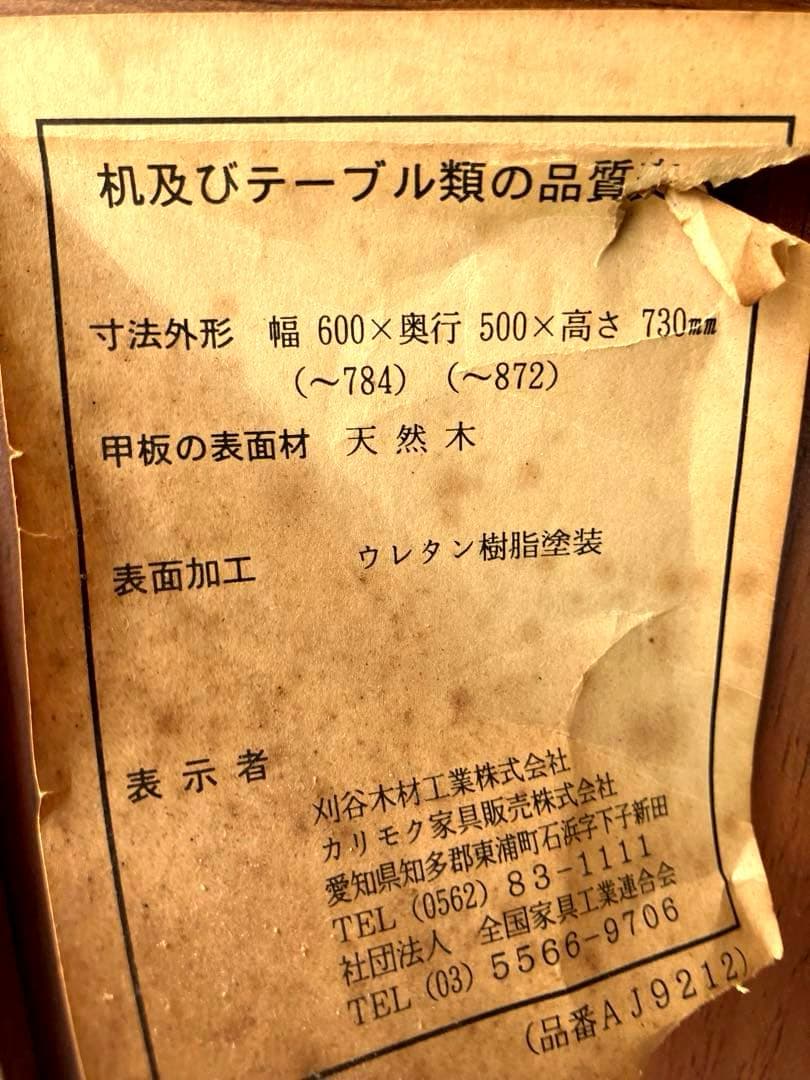 机及びテーブル類の品質
寸法外形 幅 600×奥行 500×高さ 730mm
(～784) (～872)
甲板の表面材 天然木
表面加工 ウレタン樹脂塗装
表示者
刈谷木材工業株式会社
カリモク家具販売株式会社
愛知県知多郡東浦町石浜字下子新田
TEL (0562) 83-1111
社団法人 全国家具工業連合会
TEL (03) 5566-9706
(品番AJ9212)